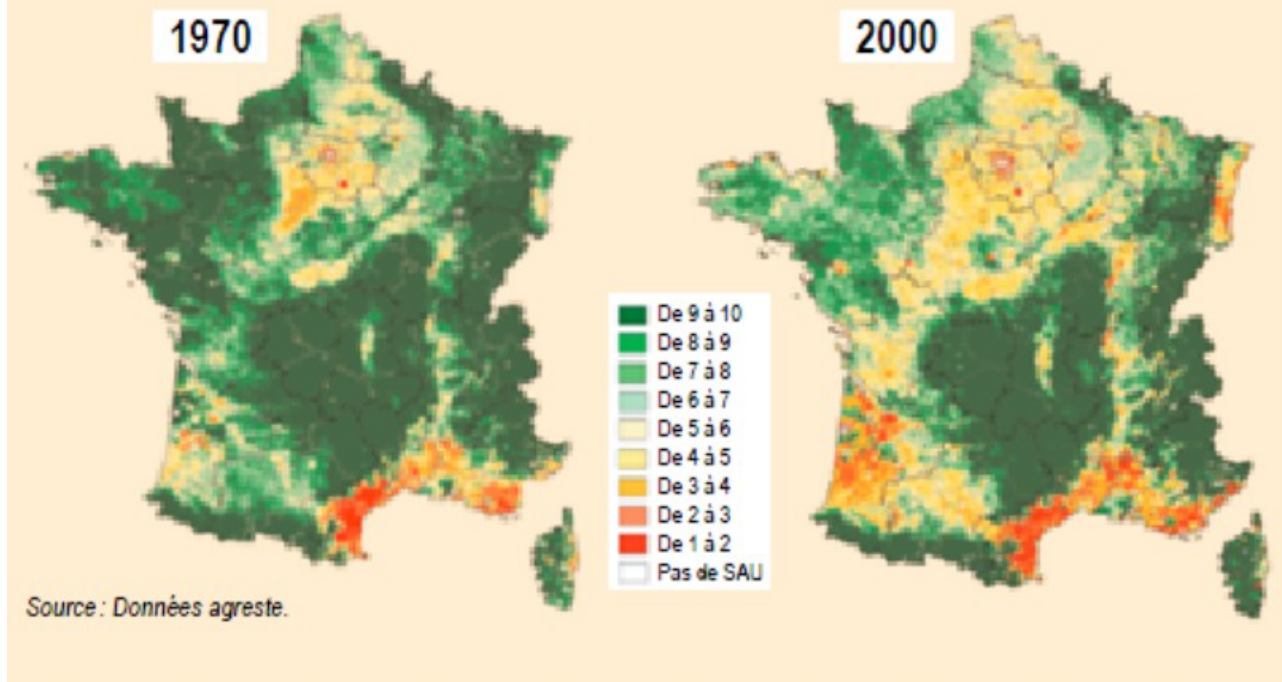 1970
2000
De 9 à 10
De 8 à 9
De 7 à 8
De 6 à 7
De 5 à 6
De 4 à 5
De 3 à 4
De 2 à 3
De 1 à 2
Pas de SAU
Source : Données agreste.